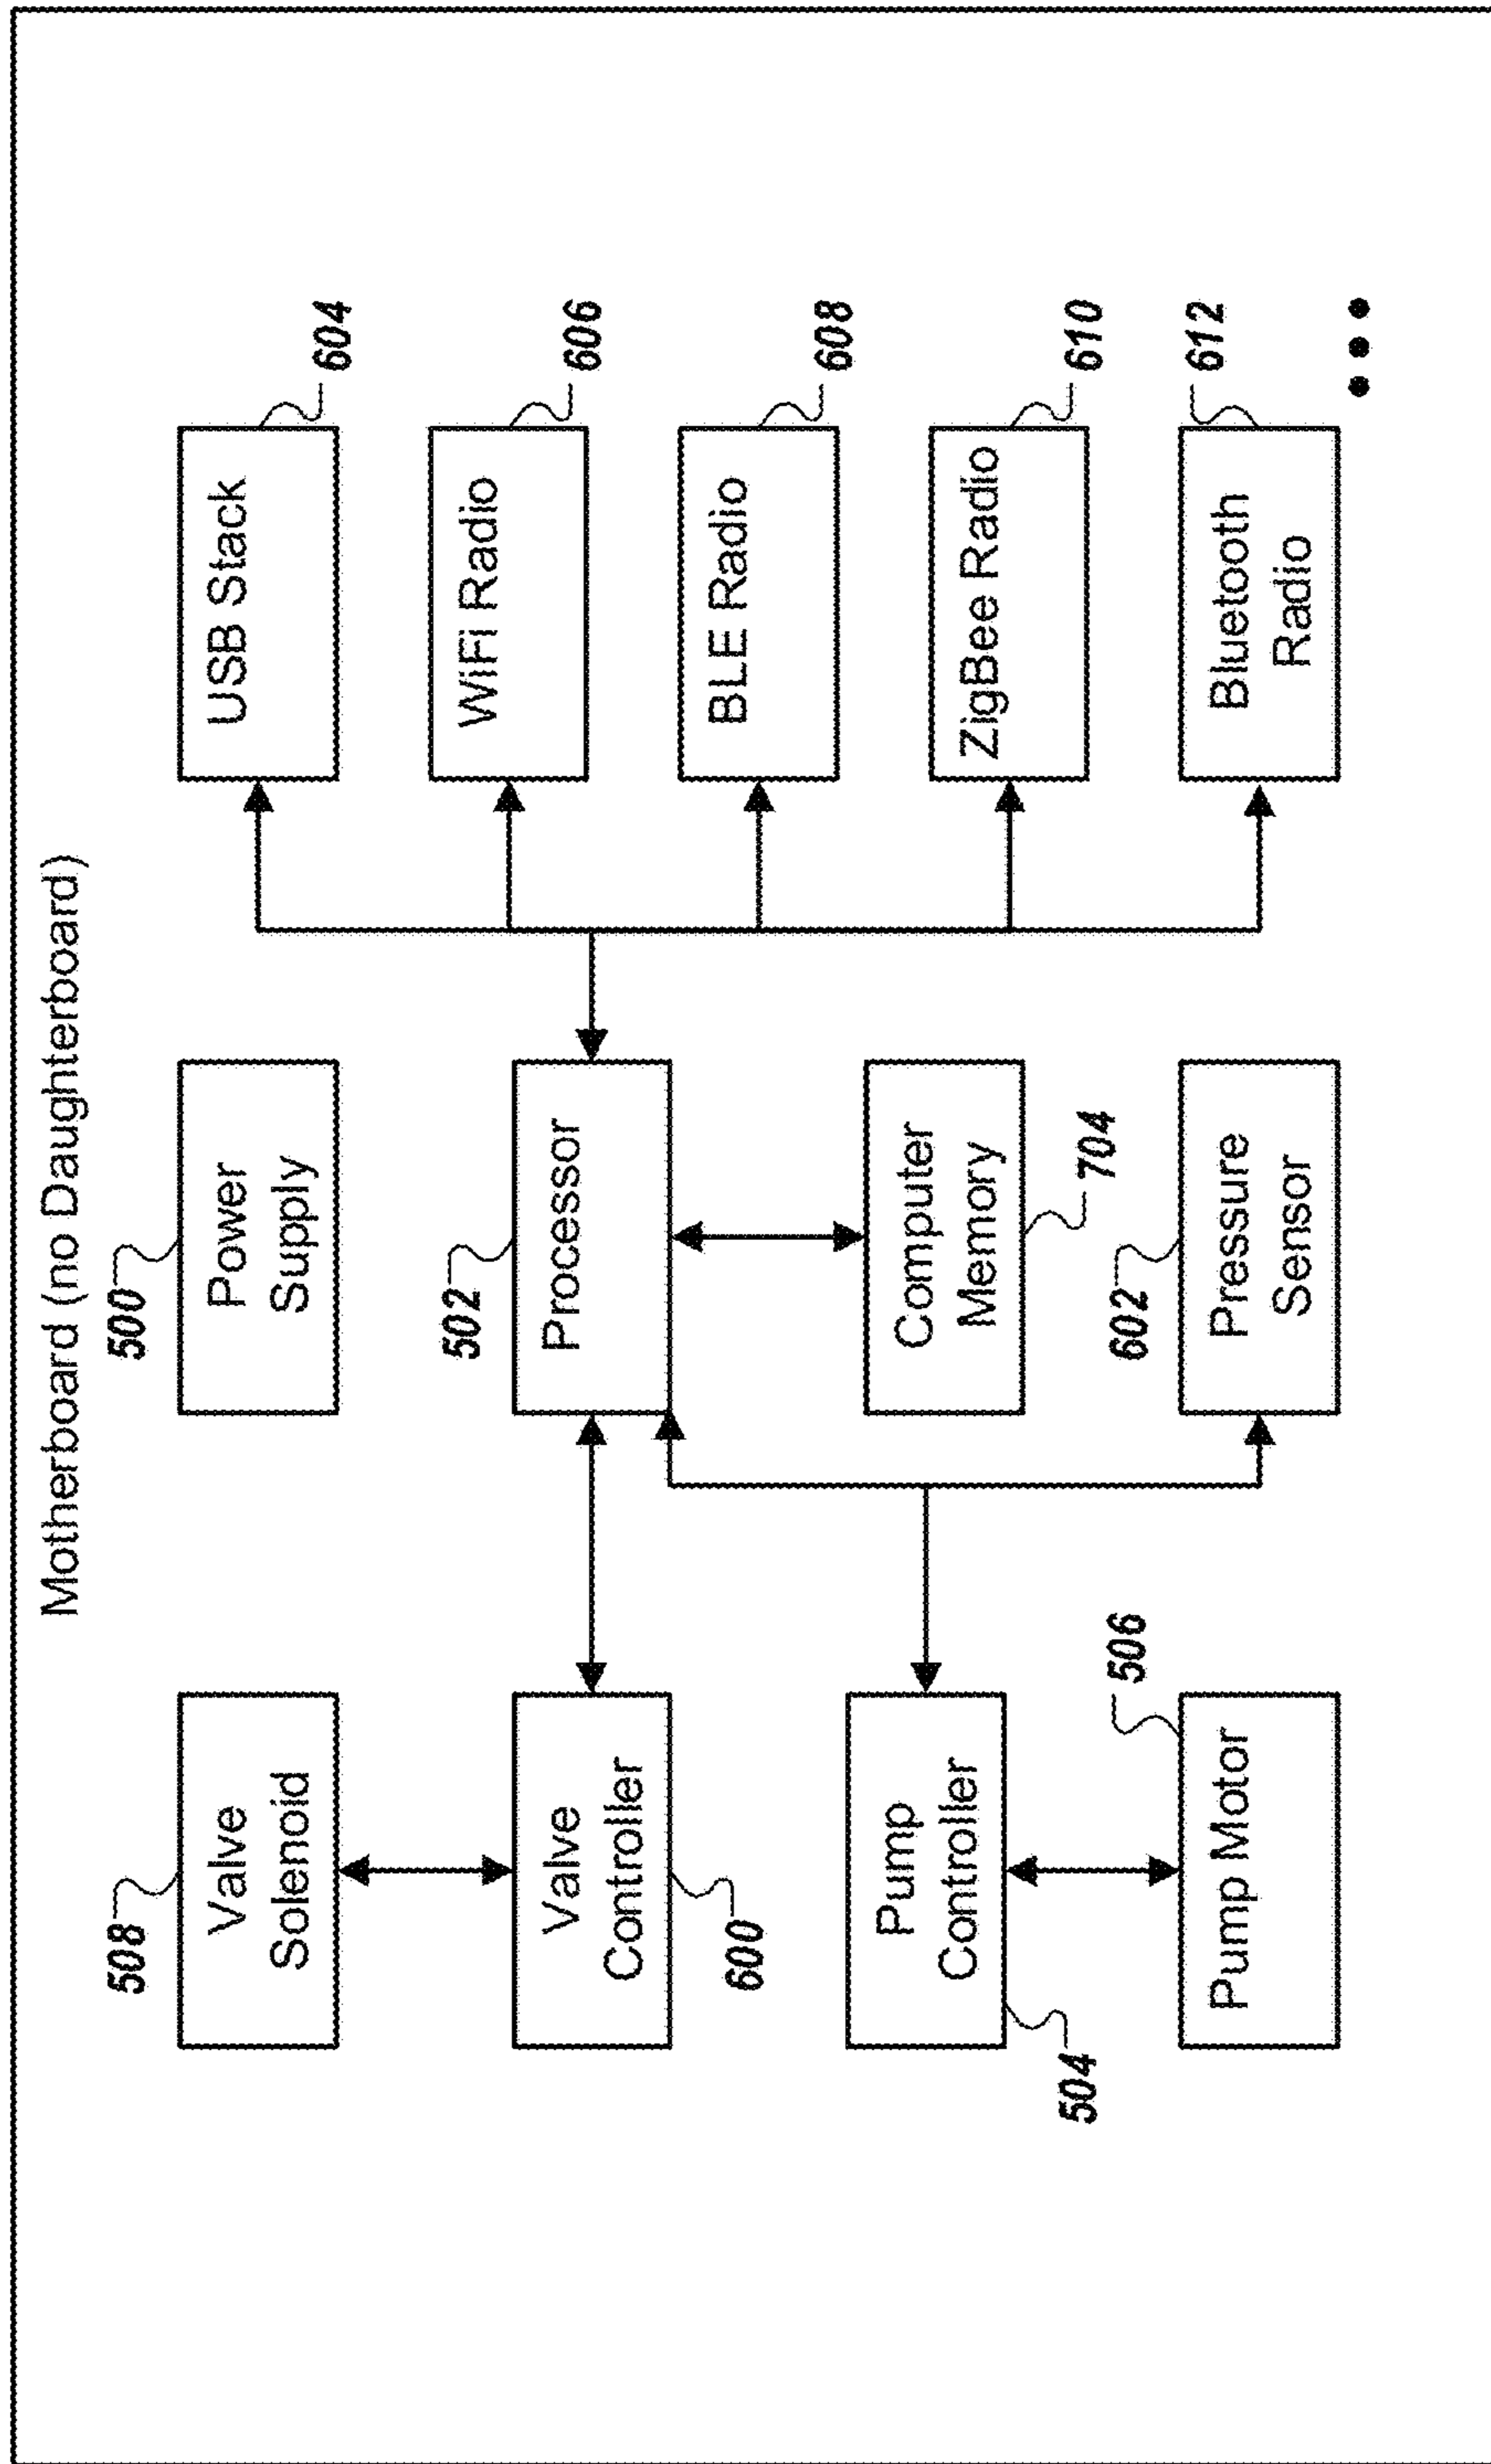 Motherboard (no Daughterboard)
508
Valve
Solenoid
500
Power
Supply
USB Stack
604
Valve
Controller
600
502
Processor
WiFi Radio
606
BLE Radio
608
Pump
Controller
504
Computer
Memory
704
ZigBee Radio
610
Pump Motor
506
602
Pressure
Sensor
Bluetooth
Radio
612